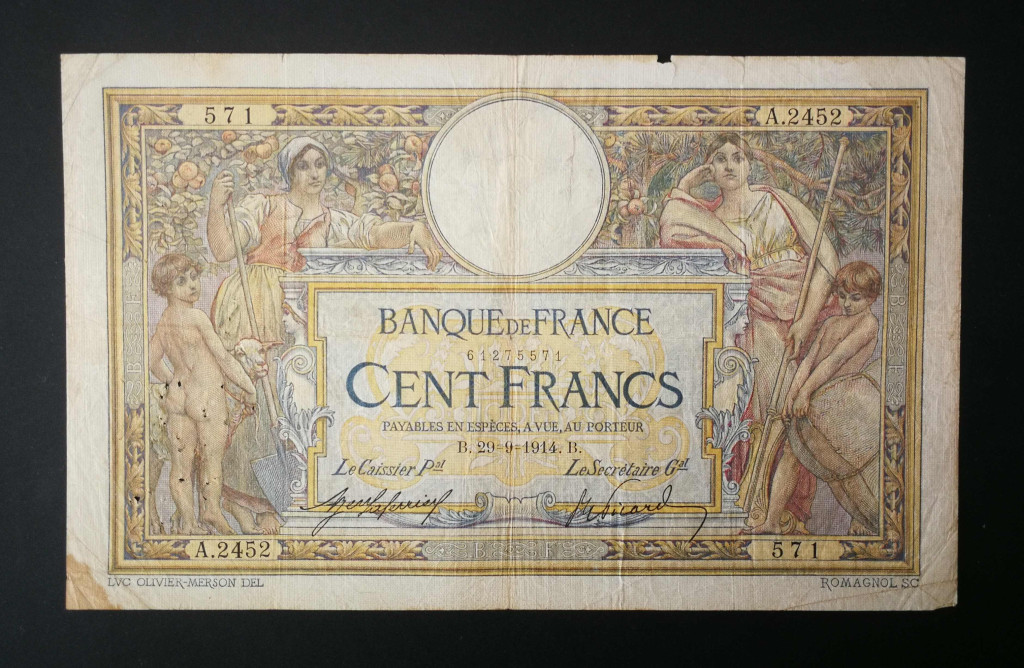 571
A.2452
BANQUE DE FRANCE
61275571
CENT FRANCS
PAYABLES EN ESPÈCES, A VUE, AU PORTEUR
B. 29=9=1914. B.
Le Caissier Pal
Le Secrétaire Gal
A.2452
B F
571
LVC OLIVIER-MERSON DEL
ROMAGNOL SC